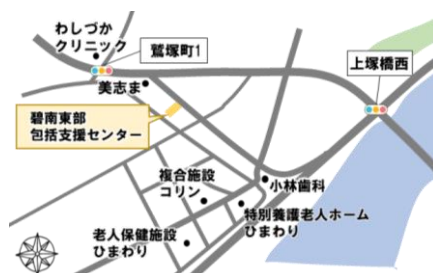 わしづか
クリニック
鷲塚町1
上塚橋西
美志ま
碧南東部
包括支援センター
複合施設
コリン
小林歯科
特別養護老人ホーム
ひまわり
老人保健施設
ひまわり